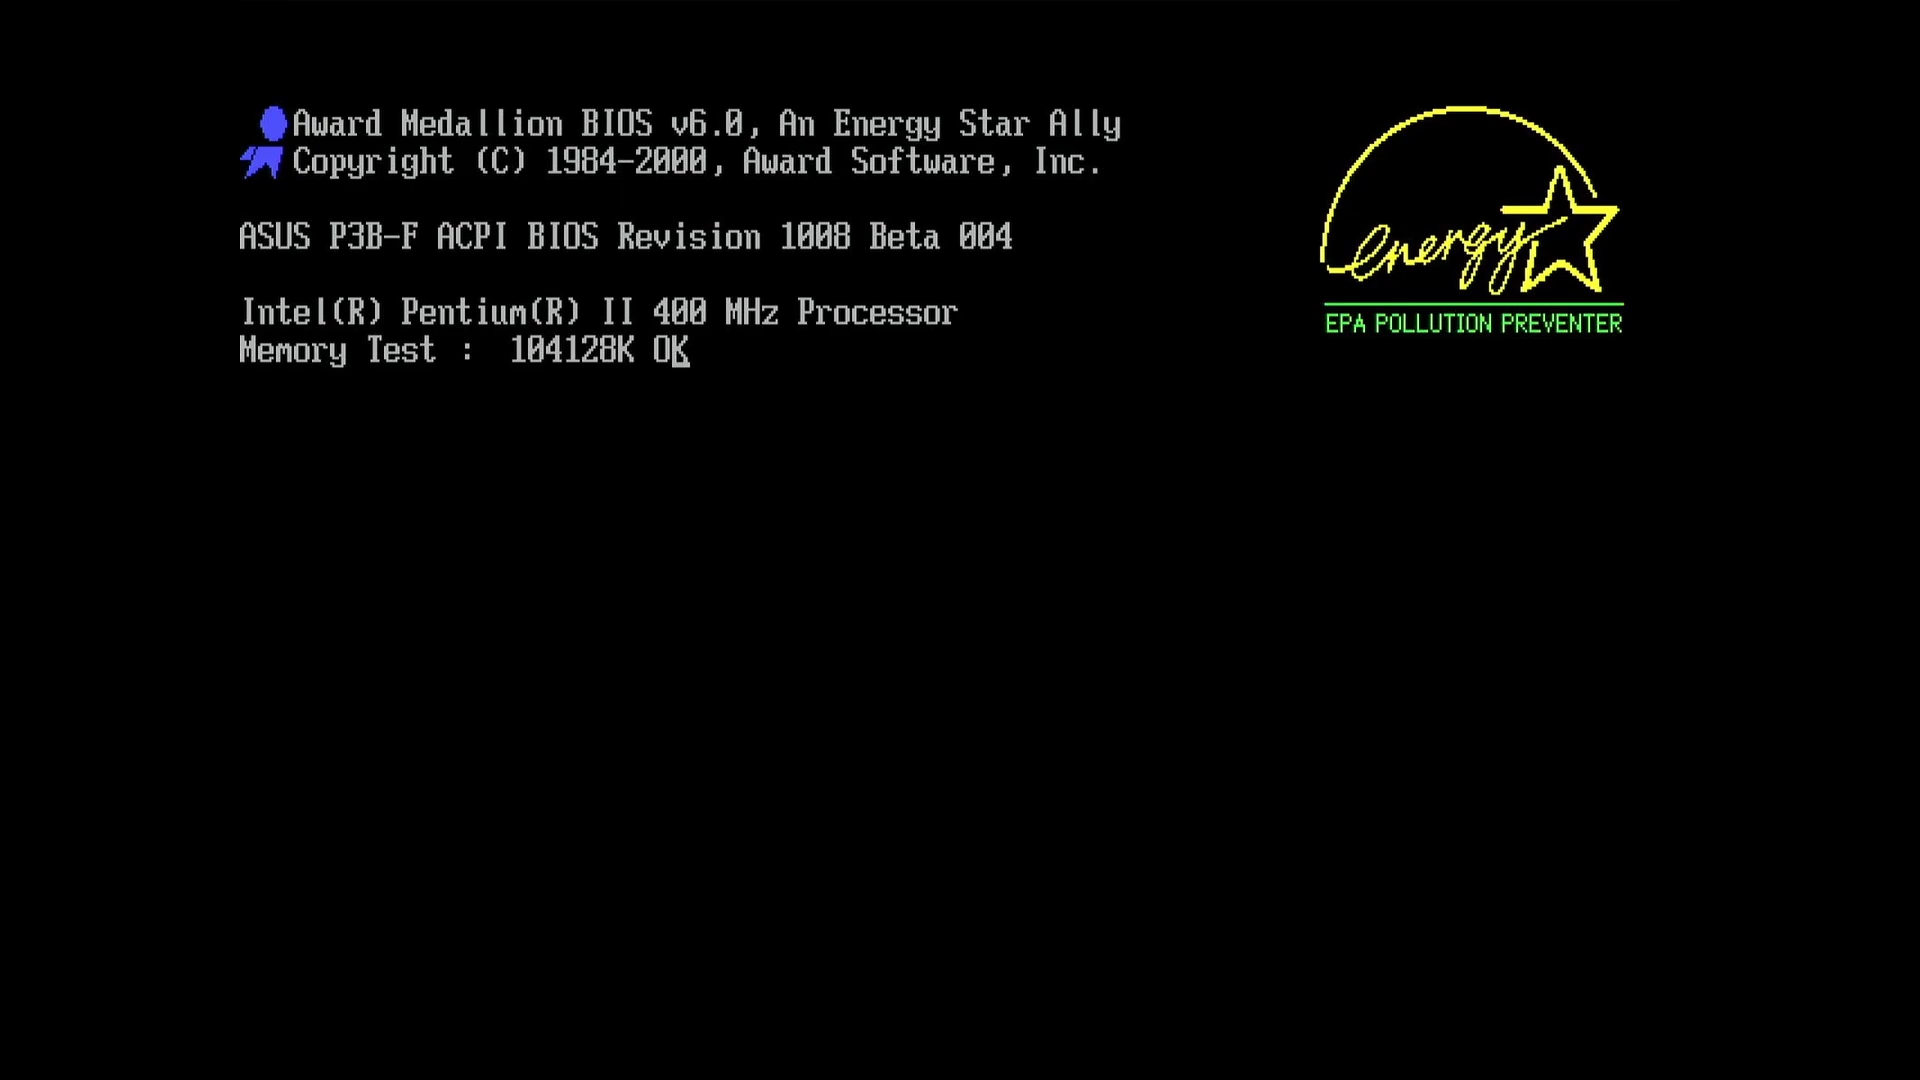 Award Medallion BIOS v6.0, An Energy Star Ally
Copyright (C) 1984-2000, Award Software, Inc.
energy
EPA POLLUTION PREVENTER
ASUS P3B-F ACPI BIOS Revision 1008 Beta 004
Intel(R) Pentium(R) II 400 MHz Processor
Memory Test :  104128K OK